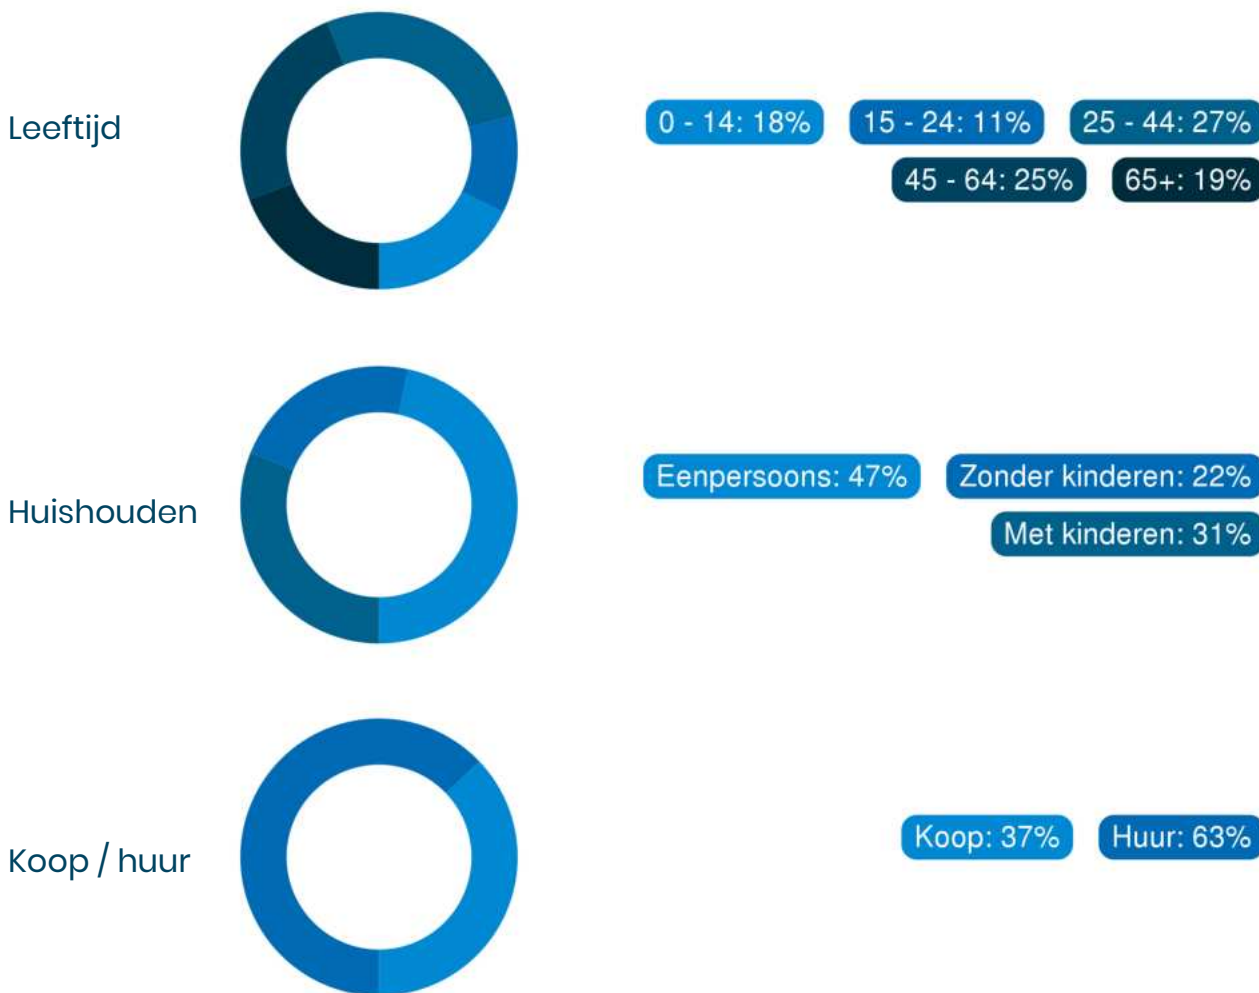 Leeftijd
0 - 14: 18% 15 - 24: 11% 25 - 44: 27%
45 - 64: 25% 65+: 19%
Huishouden
Eenpersoons: 47% Zonder kinderen: 22%
Met kinderen: 31%
Koop / huur
Koop: 37% Huur: 63%